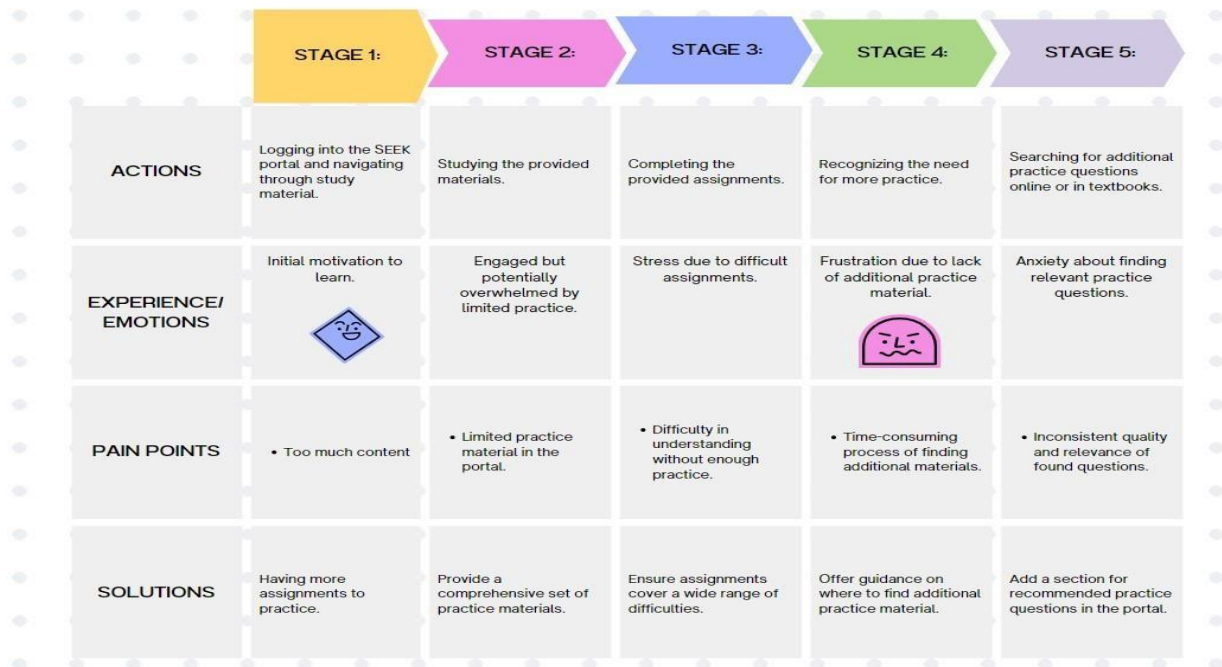 STAGE 1:
STAGE 2:
STAGE 3:
STAGE 4:
STAGE 5:
ACTIONS
Logging into the SEEK
portal and navigating
through study
material.
Studying the provided
materials.
Completing the
provided assignments.
Recognizing the need
for more practice.
Searching for additional
practice questions
online or in textbooks.
EXPERIENCE/
EMOTIONS
Initial motivation to
learn.
Engaged but
potentially
overwhelmed by
limited practice.
Stress due to difficult
assignments.
Frustration due to lack
of additional practice
material.
Anxiety about finding
relevant practice
questions.
PAIN POINTS
• Too much content
• Limited practice
material in the
portal.
• Difficulty in
understanding
without enough
practice.
• Time-consuming
process of finding
additional materials.
• Inconsistent quality
and relevance of
found questions.
SOLUTIONS
Having more
assignments to
practice.
Provide a
comprehensive set of
practice materials.
Ensure assignments
cover a wide range of
difficulties.
Offer guidance on
where to find additional
practice material.
Add a section for
recommended practice
questions in the portal.